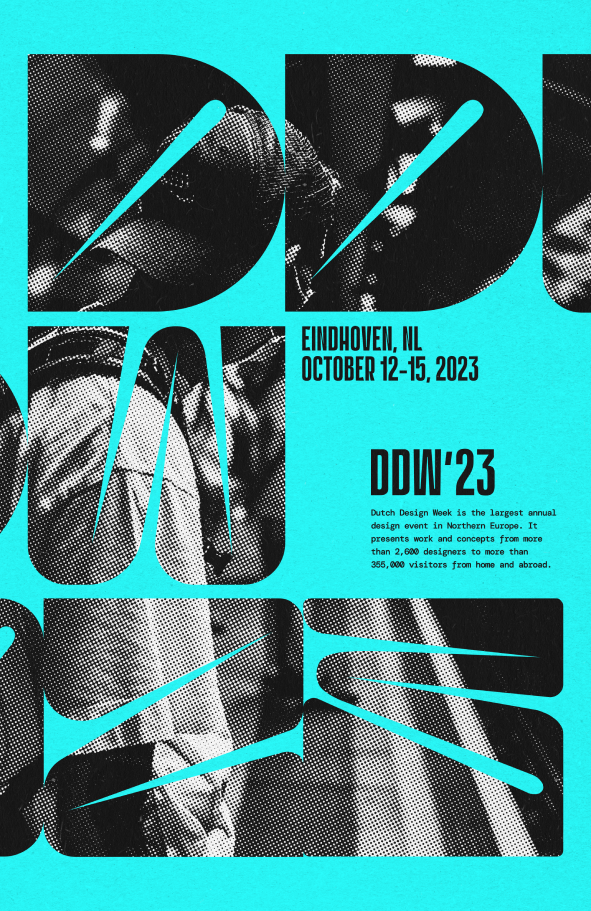 DD
W
EINDHOVEN, NL
OCTOBER 12-15, 2023
DDW'23
Dutch Design Week is the largest annual
design event in Northern Europe. It
presents work and concepts from more
than 2,600 designers to more than
355,000 visitors from home and abroad.
23